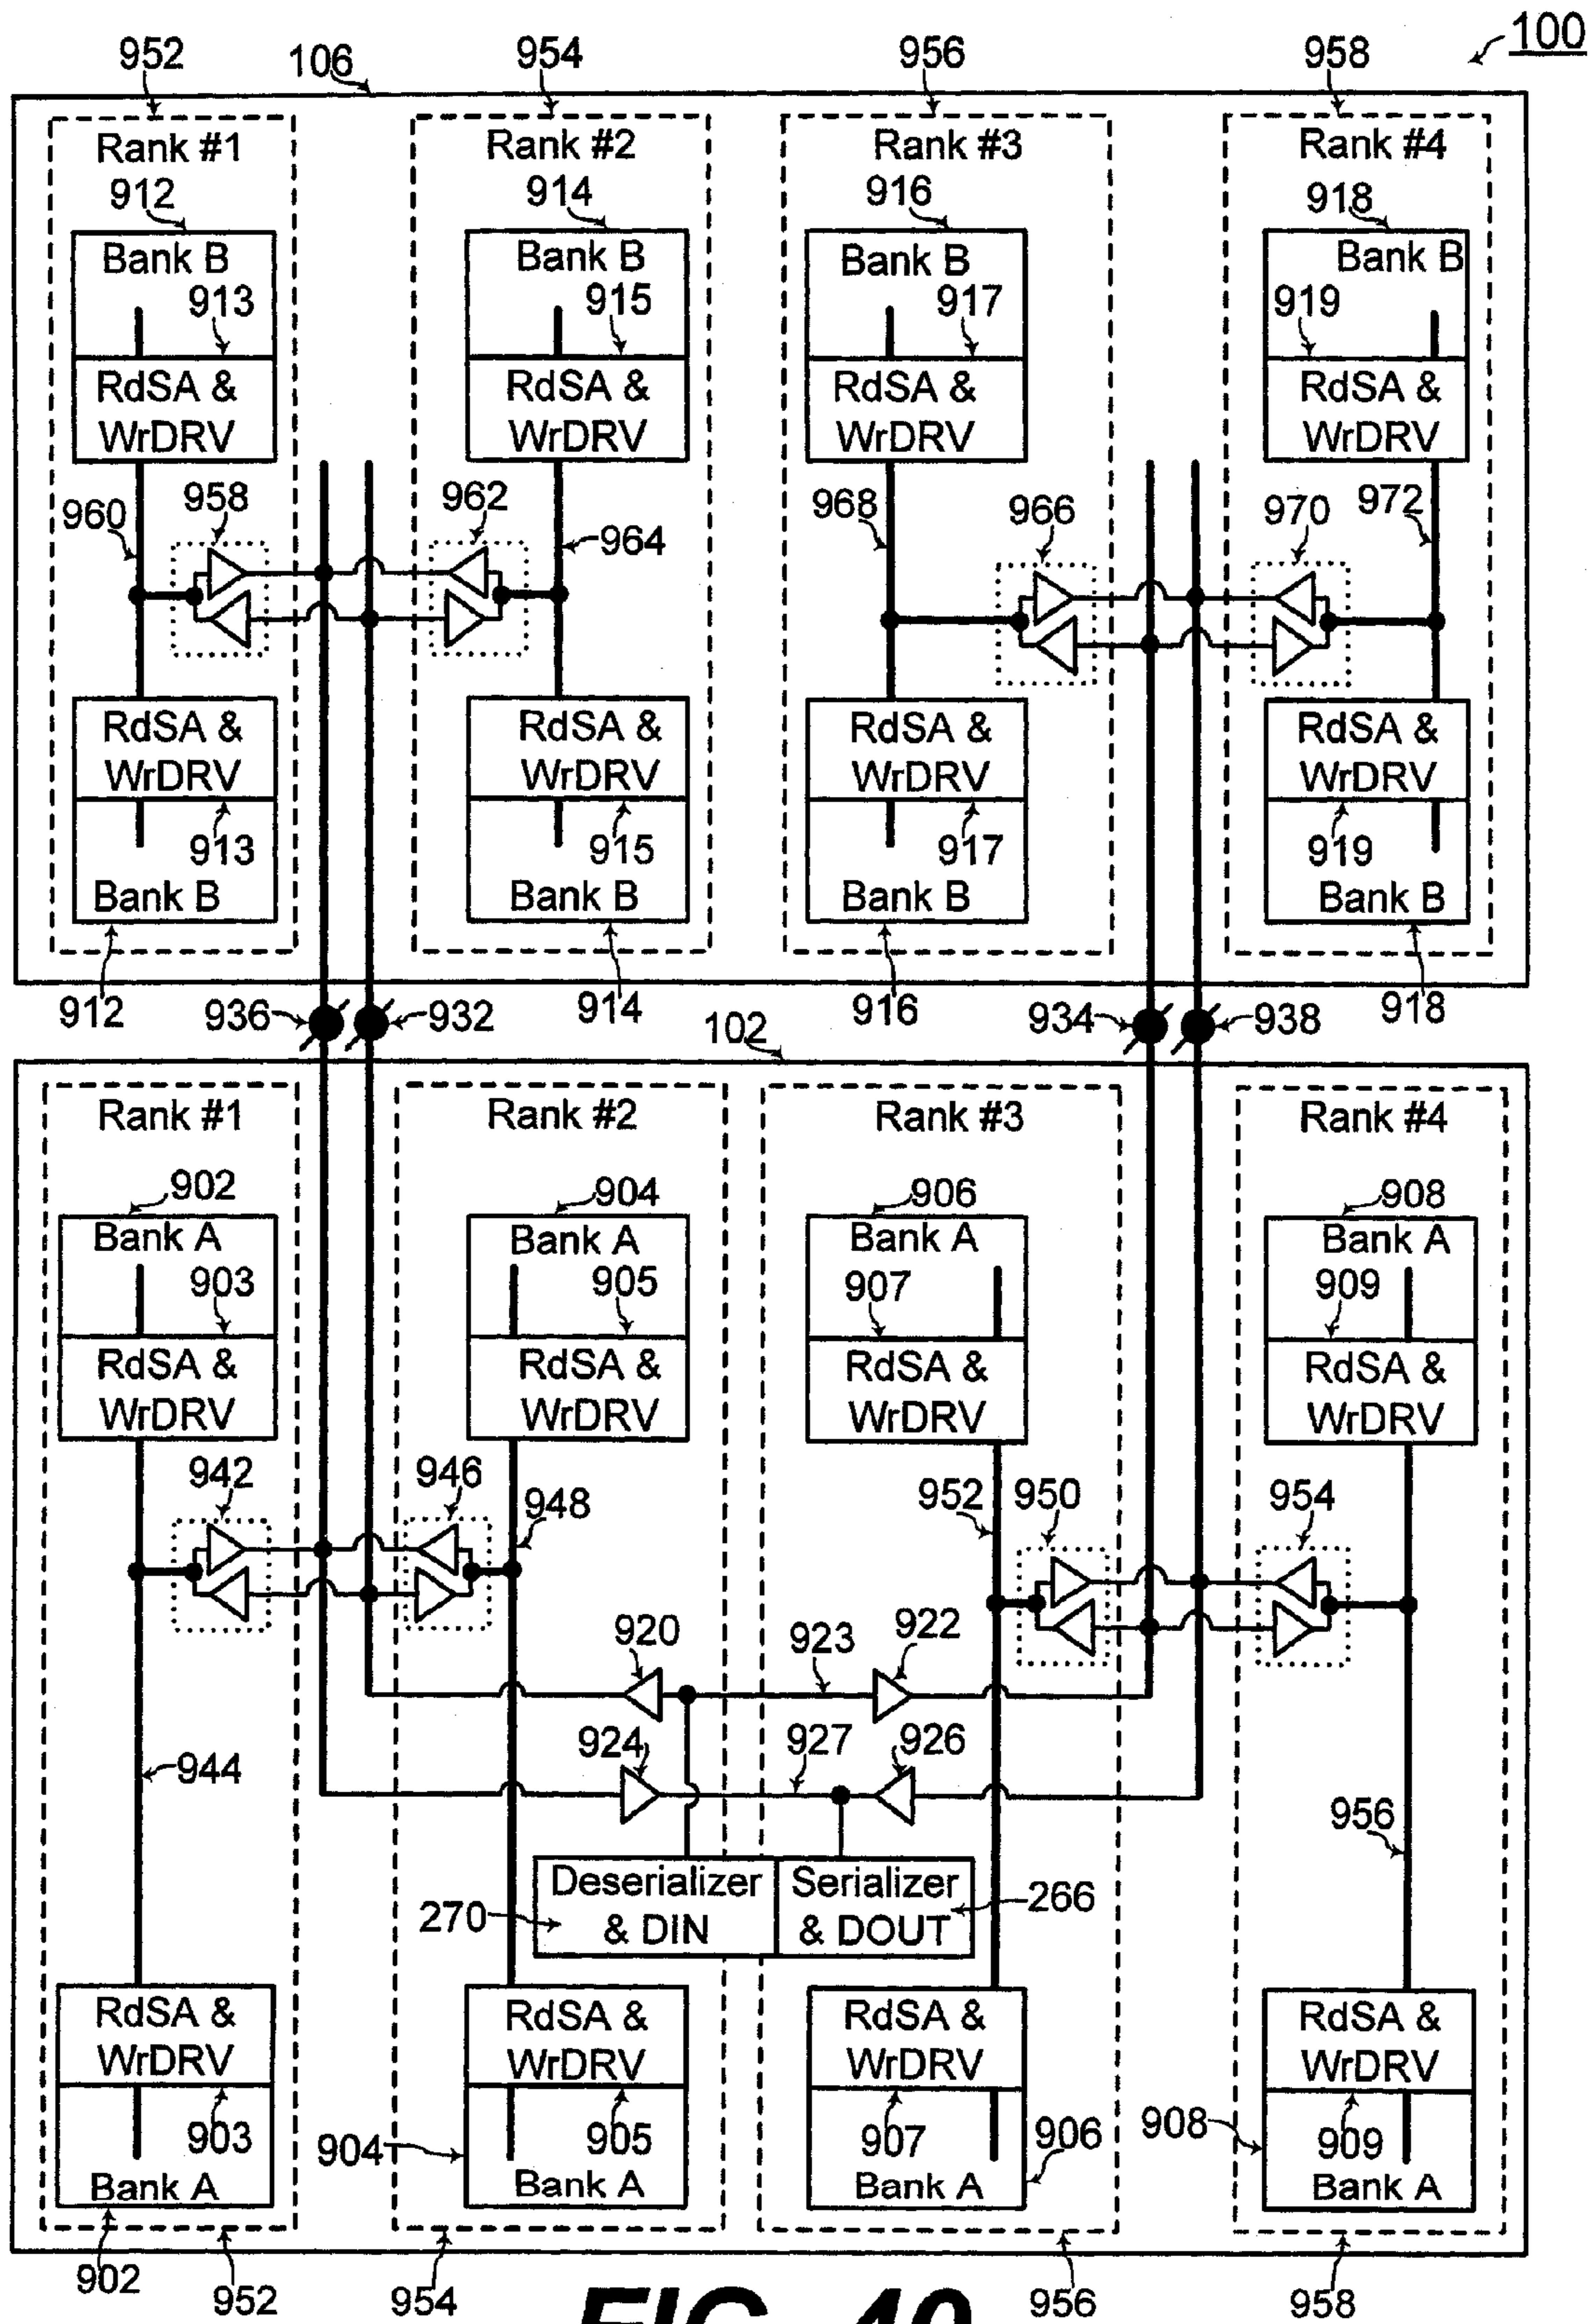 100
952 106 954 956 958
Rank #1 Rank #2 Rank #3 Rank #4
912 914 916 918
Bank B Bank B Bank B Bank B
913 915 917 919
RdSA & RdSA & RdSA & RdSA &
WrDRV WrDRV WrDRV WrDRV
960 958 962 964 968 966 970 972
RdSA & RdSA & RdSA & RdSA &
WrDRV WrDRV WrDRV WrDRV
913 915 917 919
Bank B Bank B Bank B Bank B
912 936 932 914 102 916 934 938 918
Rank #1 Rank #2 Rank #3 Rank #4
902 904 906 908
Bank A Bank A Bank A Bank A
903 905 907 909
RdSA & RdSA & RdSA & RdSA &
WrDRV WrDRV WrDRV WrDRV
942 946 948 952 950 954
920 923 922
924 927 926
944 956
Deserializer Serializer
& DIN & DOUT
270 266
RdSA & RdSA & RdSA & RdSA &
WrDRV WrDRV WrDRV WrDRV
903 904 905 907 906 908 909
Bank A Bank A Bank A Bank A
902 952 954 956 958
FIG. 40